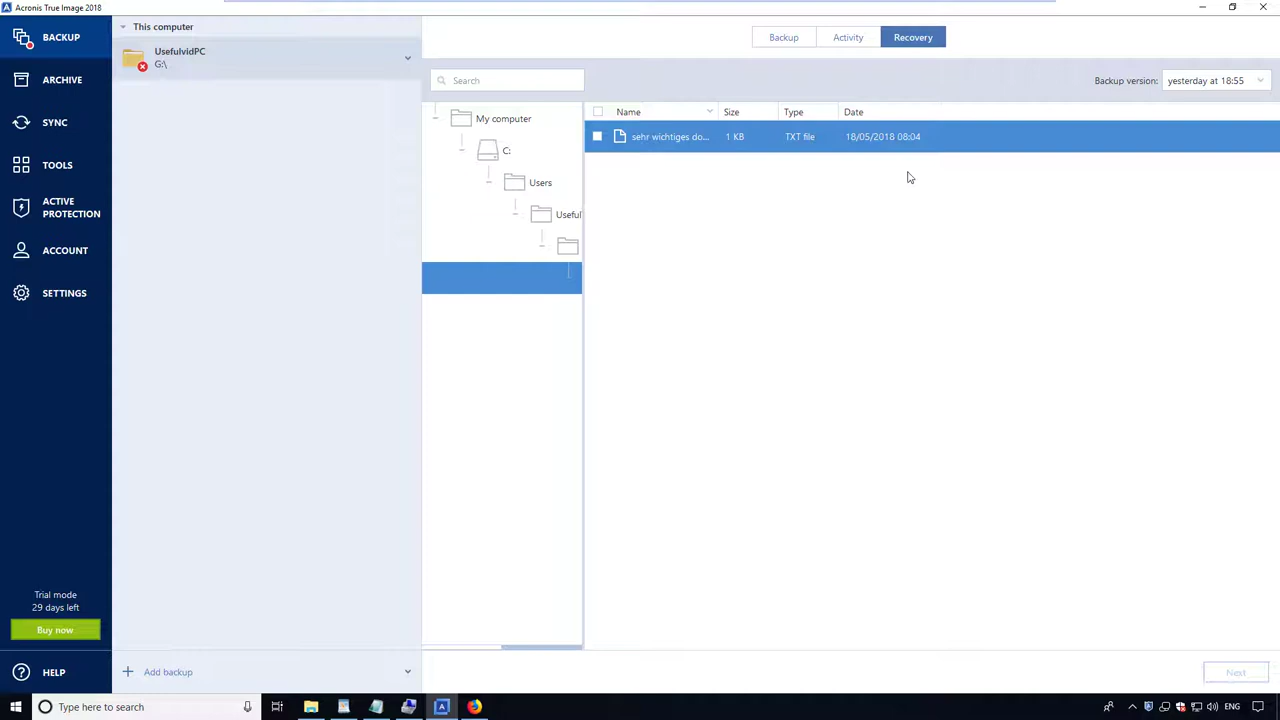 Acronis True Image 2018
BACKUP
ARCHIVE
SYNC
TOOLS
ACTIVE
PROTECTION
ACCOUNT
SETTINGS
Trial mode
29 days left
Buy now
HELP
This computer
UsefulvidPC
G:\
Add backup
Backup
Activity
Recovery
Search
Backup version:
yesterday at 18:55
My computer
C:
Users
Useful
Name
Size
Type
Date
sehr wichtiges do...
1 KB
TXT file
18/05/2018 08:04
Next
Type here to search
ENG